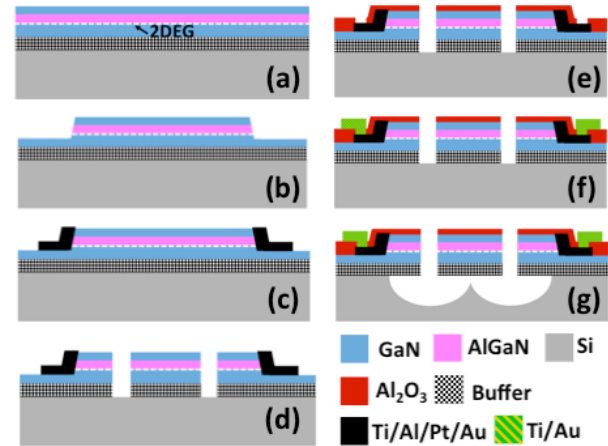 2DEG
(a)
(b)
(c)
(d)
(e)
(f)
(g)
GaN
AlGaN
Si
Al₂O₃
Buffer
Ti/Al/Pt/Au
Ti/Au